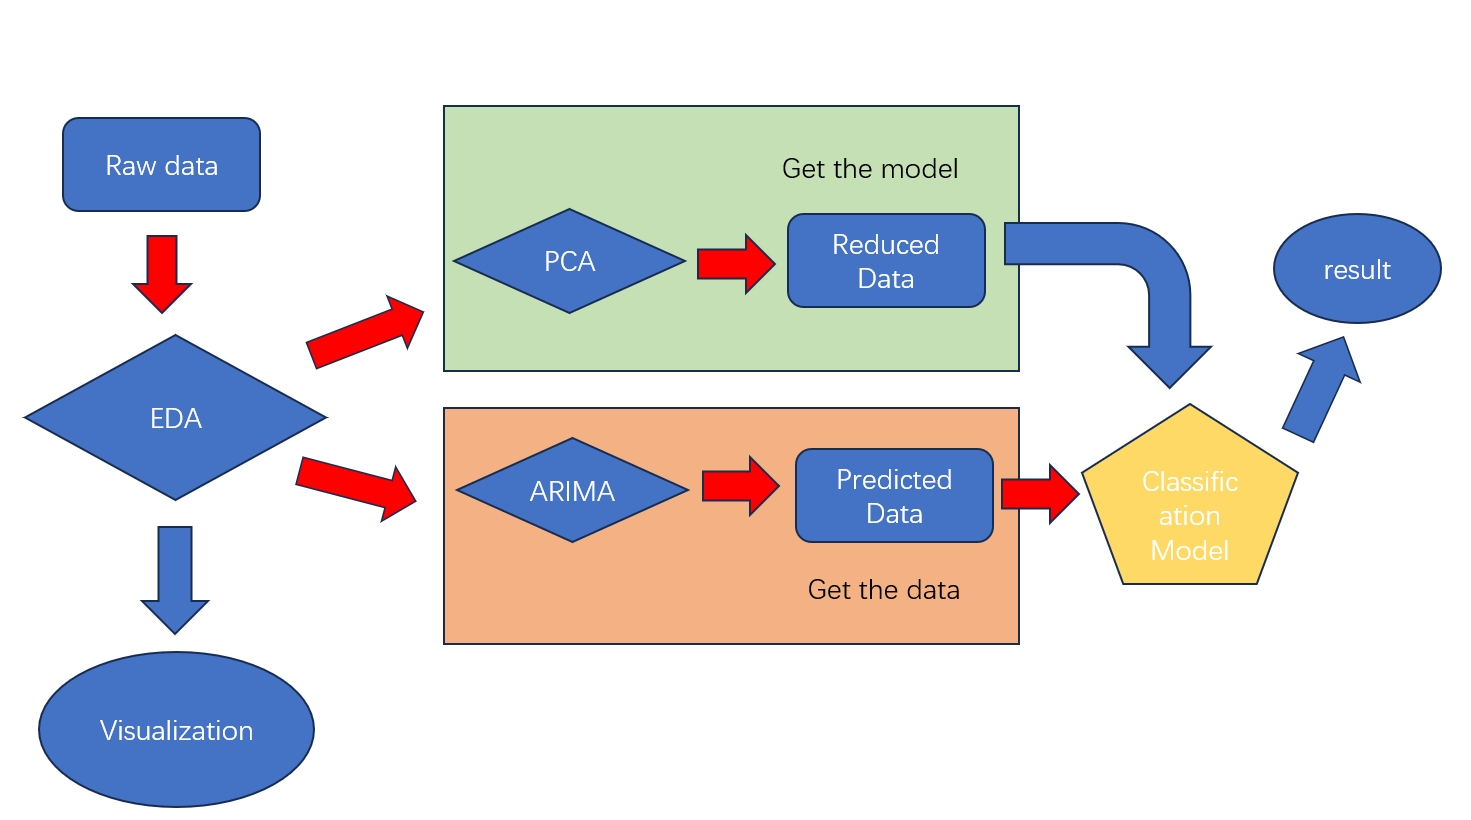 Raw data
EDA
Visualization
Get the model
PCA
Reduced
Data
ARIMA
Predicted
Data
Get the data
Classific
ation
Model
result